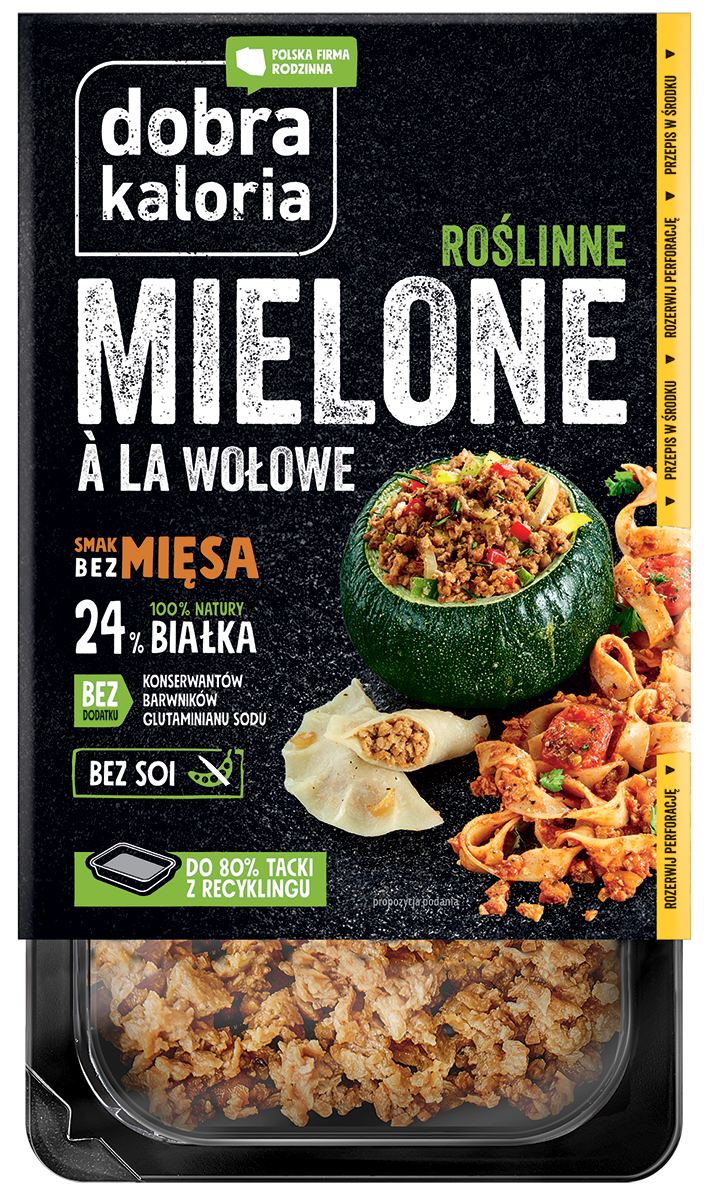 POLSKA FIRMA
RODZINNA
dobra
kaloria
ROŚLINNE
MIELONE
À LA WOŁOWE
SMAK
BEZ MIĘSA
100% NATURY
24% BIAŁKA
BEZ
DODATKU
KONSERWANTÓW
BARWNIKÓW
GLUTAMINIANU SODU
BEZ SOI
DO 80% TACKI
Z RECYKLINGU
propozycja podania
PRZEPIS W ŚRODKU
ROZERWIJ PERFORACJĘ
PRZEPIS W ŚRODKU
ROZERWIJ PERFORACJĘ